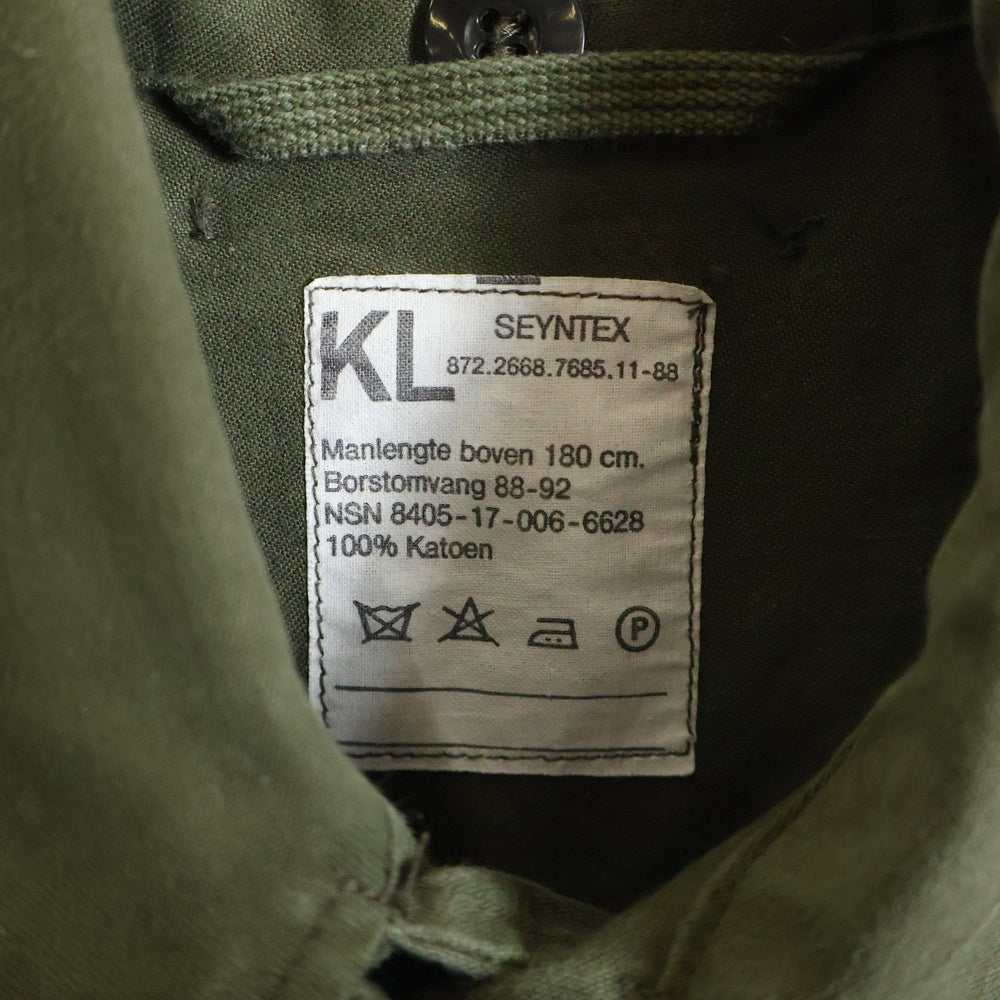 KL SEYNTEX
872.2668.7685.11-88
Manlengte boven 180 cm.
Borstomvang 88-92
NSN 8405-17-006-6628
100% Katoen
P